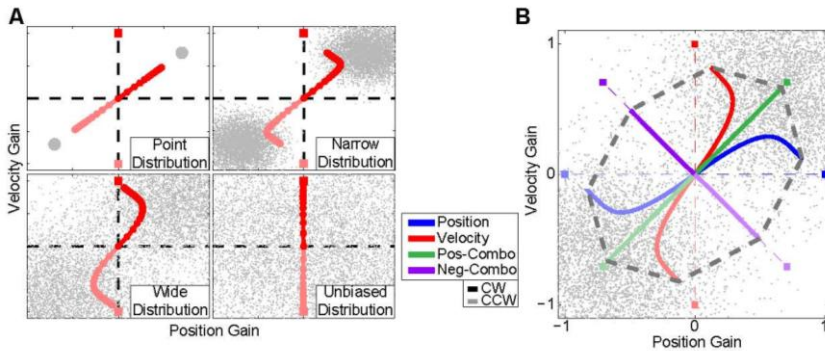 A
B
Velocity Gain
Point
Distribution
Narrow
Distribution
Wide
Distribution
Unbiased
Distribution
Position Gain
Position
Velocity
Pos-Combo
Neg-Combo
CW
CCW
Velocity Gain
1
0
−1
−1
0
1
Position Gain